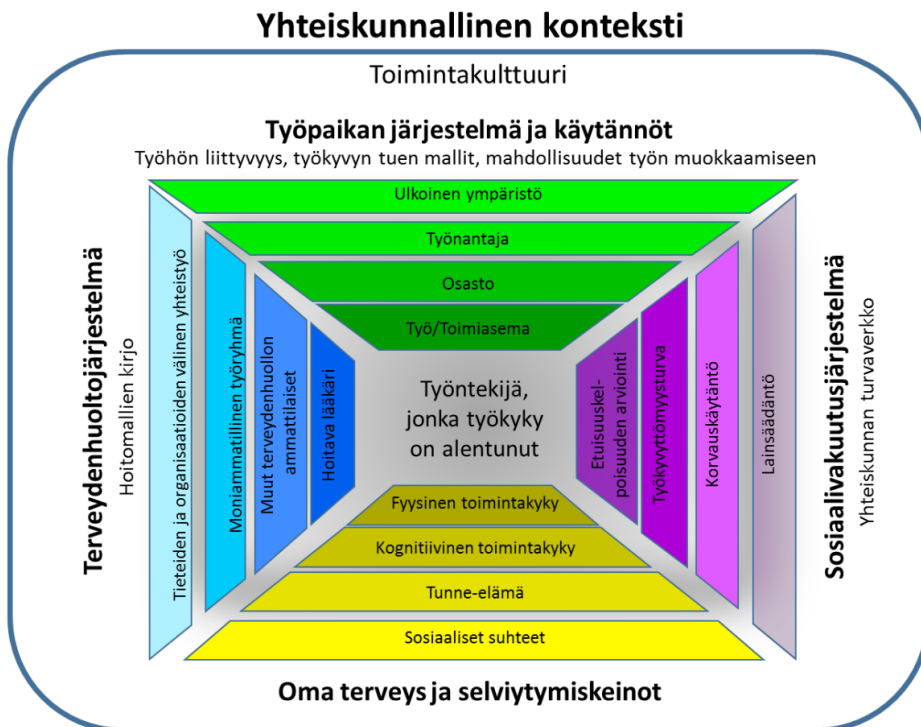 Yhteiskunnallinen konteksti
Toimintakulttuuri
Työpaikan järjestelmä ja käytännöt
Työhön liittyvyys, työkyvyn tuen mallit, mahdollisuudet työn muokkaamiseen
Ulkoinen ympäristö
Työnantaja
Osasto
Työ/Toimiasema
Terveydenhuoltojärjestelmä
Hoitomallien kirjo
Tieteiden ja organisaatioiden välinen yhteistyö
Moniammatillinen työryhmä
Muut terveydenhuollon
ammattilaiset
Hoitava lääkäri
Työntekijä,
jonka työkyky
on alentunut
Etuisuuskel-
poisuuden arviointi
Työkyvyttömyysturva
Korvauskäytäntö
Lainsäädäntö
Sosiaalivakuutusjärjestelmä
Yhteiskunnan turvaverkko
Fyysinen toimintakyky
Kognitiivinen toimintakyky
Tunne-elämä
Sosiaaliset suhteet
Oma terveys ja selviytymiskeinot